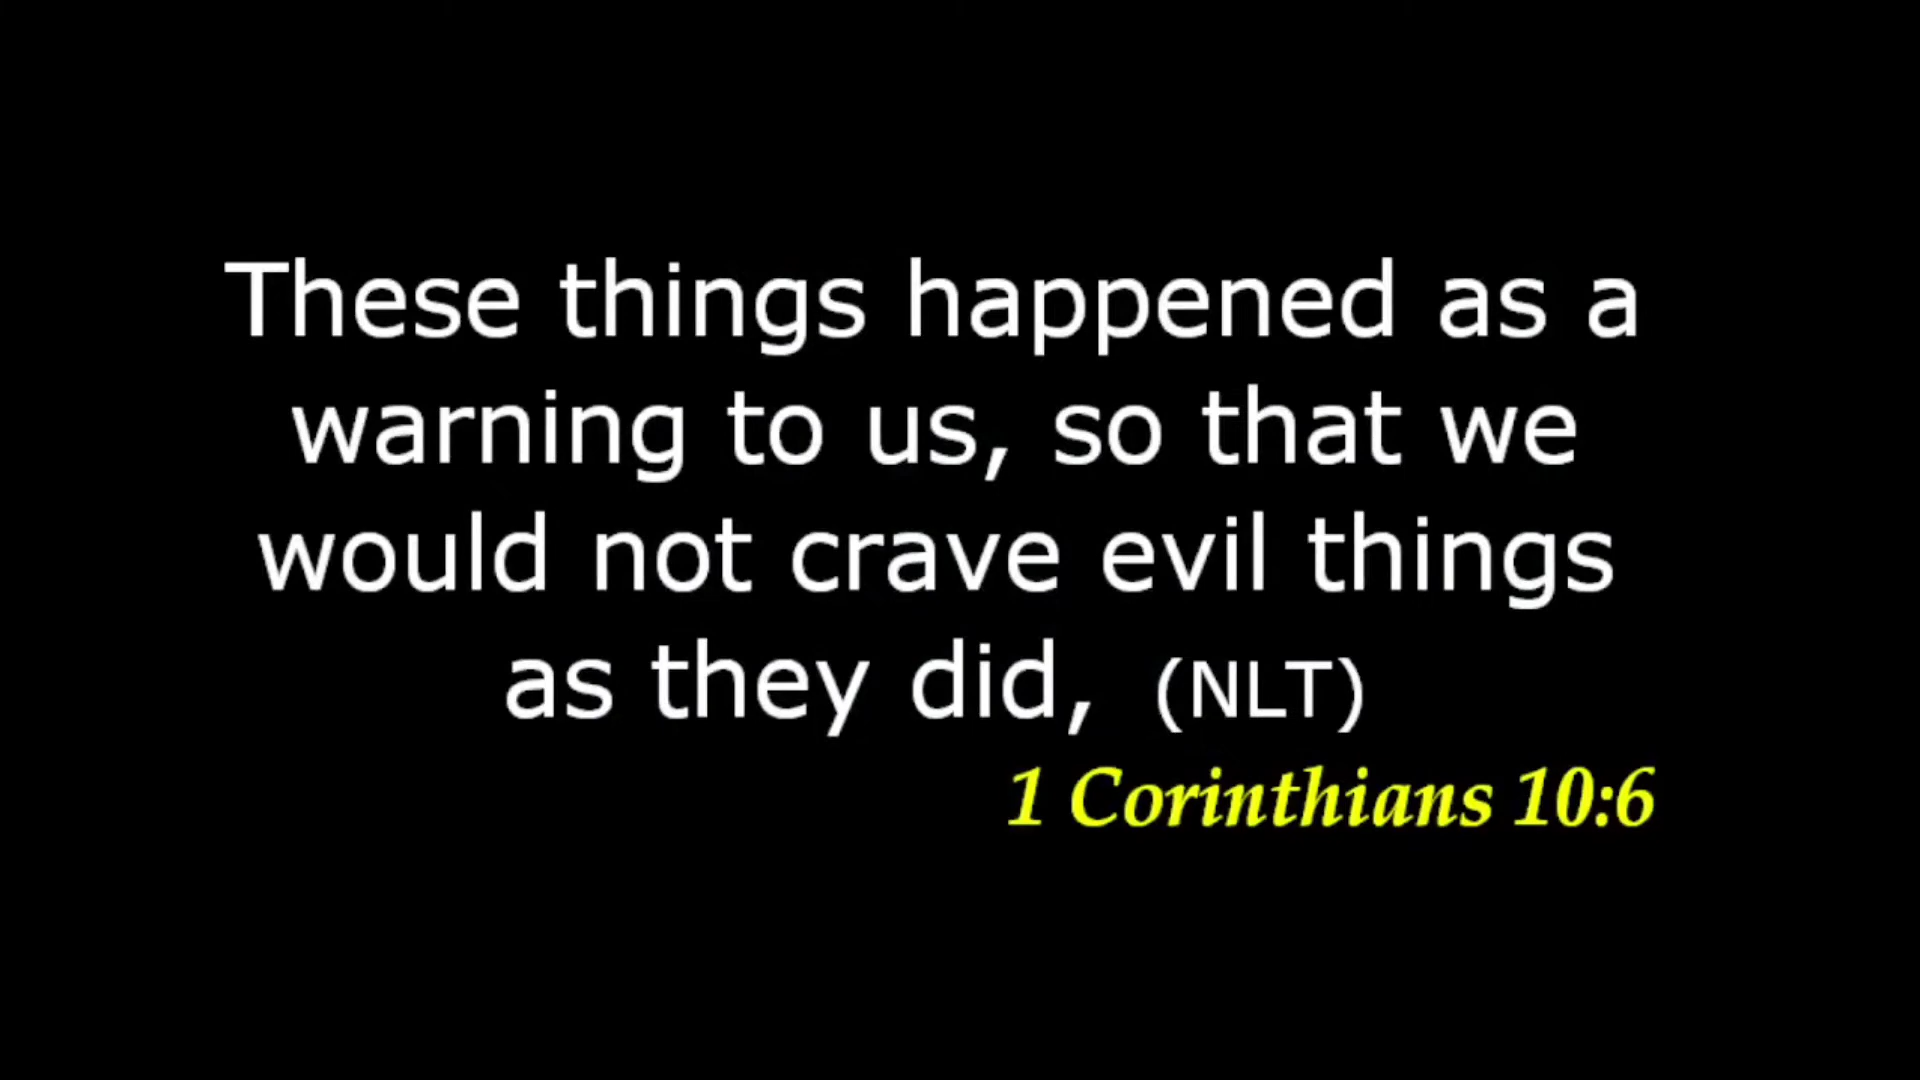 These things happened as a
warning to us, so that we
would not crave evil things
as they did, (NLT)
1 Corinthians 10:6